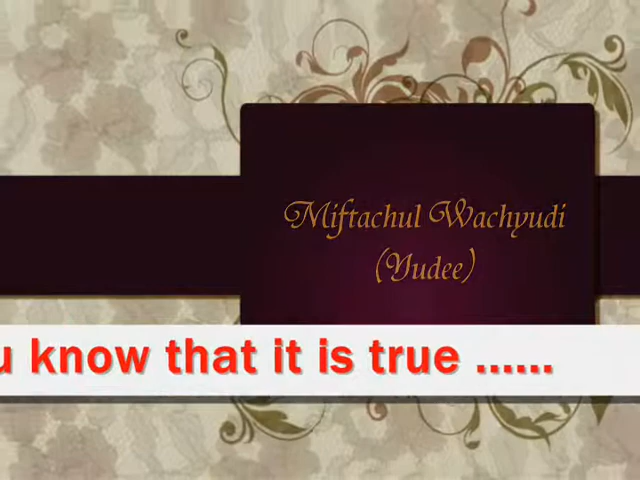 Miftachul Wachyudi
(Yudee)
know that it is true ......